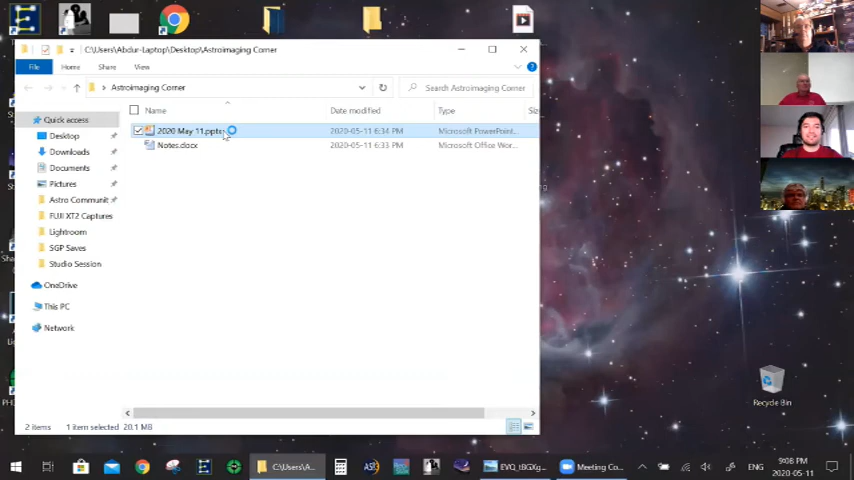 C:\Users\Abdur-Laptop\Desktop\Astroimaging Corner
File Home Share View
Astroimaging Corner
Search Astroimaging Corner
Name Date modified Type Siz
2020 May 11.pptx 2020-05-11 6:34 PM Microsoft PowerPoint...
Notes.docx 2020-05-11 6:33 PM Microsoft Office Wor...
Quick access
Desktop
Downloads
Documents
Pictures
Astro Communit
FUJI XT2 Captures
Lightroom
SGP Saves
Studio Session
OneDrive
This PC
Network
2 items 1 item selected 20.1 MB
Recycle Bin
C:\Users\A... EVQ_tBGXg... Meeting Co... ENG 9:08 PM
2020-05-11